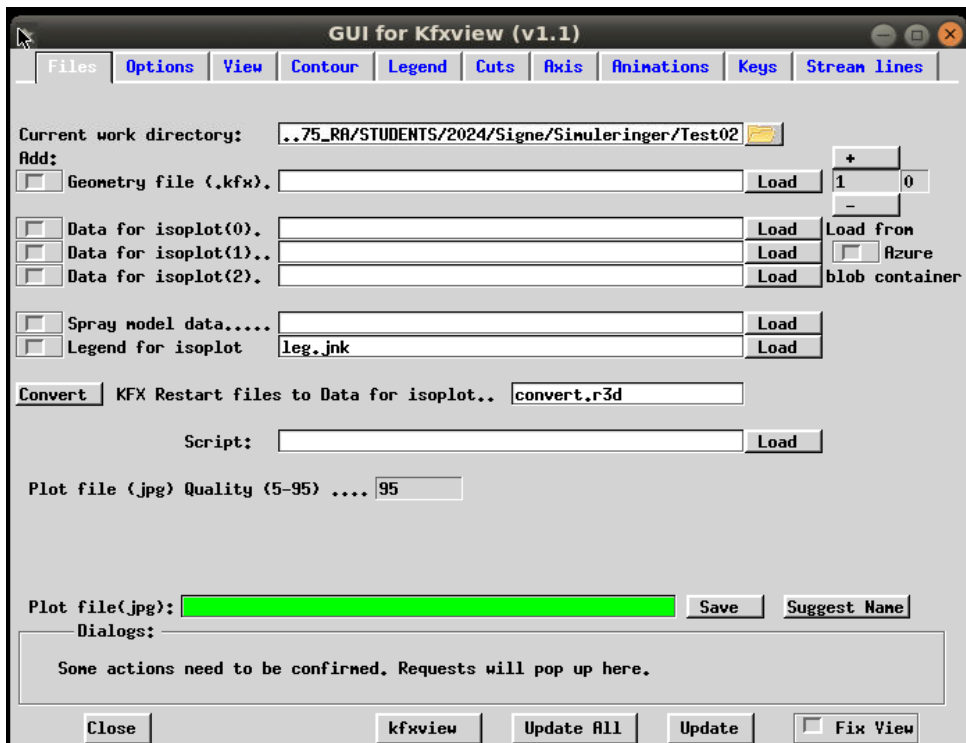 GUI for Kfxview (v1.1)
Files Options View Contour Legend Cuts Axis Animations Keys Stream lines
Current work directory: ..75_RA/STUDENTS/2024/Signe/Simuleringer/Test02
Add:
+
Geometry file (.kfx). Load 1 0
-
Data for isoplot(0). Load Load from
Data for isoplot(1).. Load Azure
Data for isoplot(2). Load blob container
Spray model data..... Load
Legend for isoplot leg.jnk Load
Convert KFX Restart files to Data for isoplot.. convert.r3d
Script: Load
Plot file (jpg) Quality (5-95) .... 95
Plot file(jpg): Save Suggest Name
Dialogs:
Some actions need to be confirmed. Requests will pop up here.
Close kfxview Update All Update Fix View